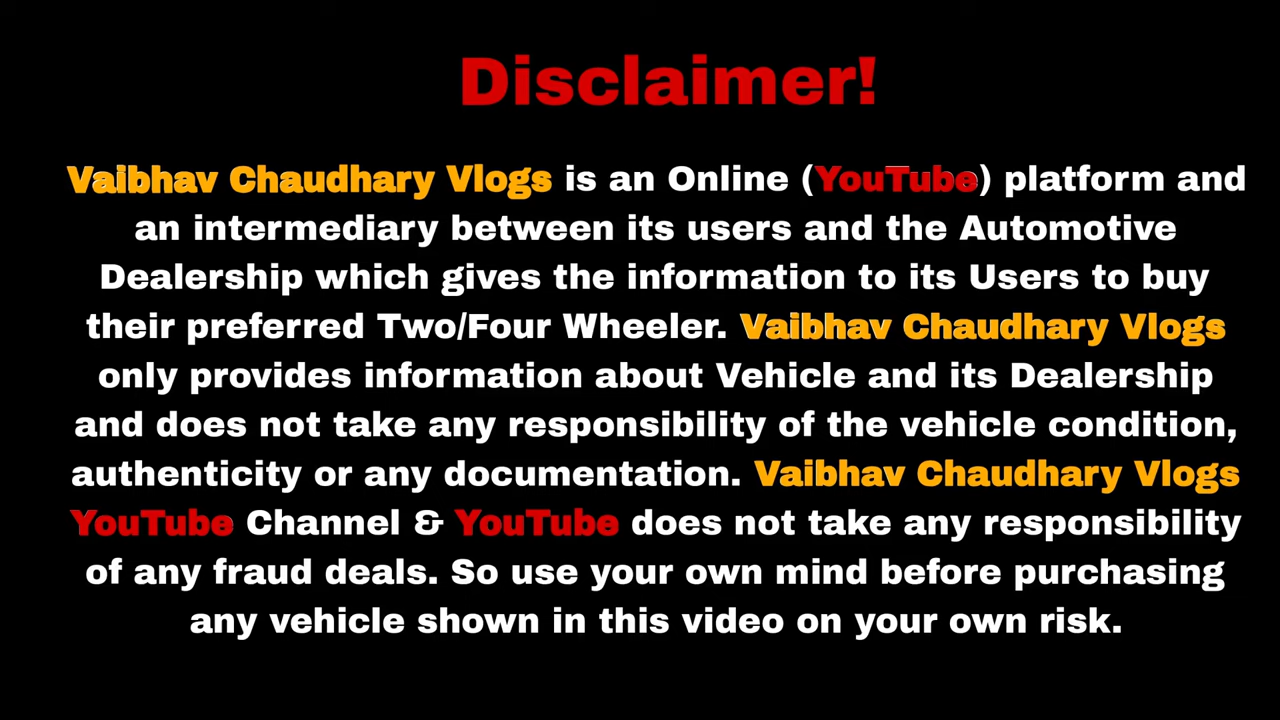 Disclaimer!
Vaibhav Chaudhary Vlogs is an Online (YouTube) platform and
an intermediary between its users and the Automotive
Dealership which gives the information to its Users to buy
their preferred Two/Four Wheeler. Vaibhav Chaudhary Vlogs
only provides information about Vehicle and its Dealership
and does not take any responsibility of the vehicle condition,
authenticity or any documentation. Vaibhav Chaudhary Vlogs
YouTube Channel & YouTube does not take any responsibility
of any fraud deals. So use your own mind before purchasing
any vehicle shown in this video on your own risk.